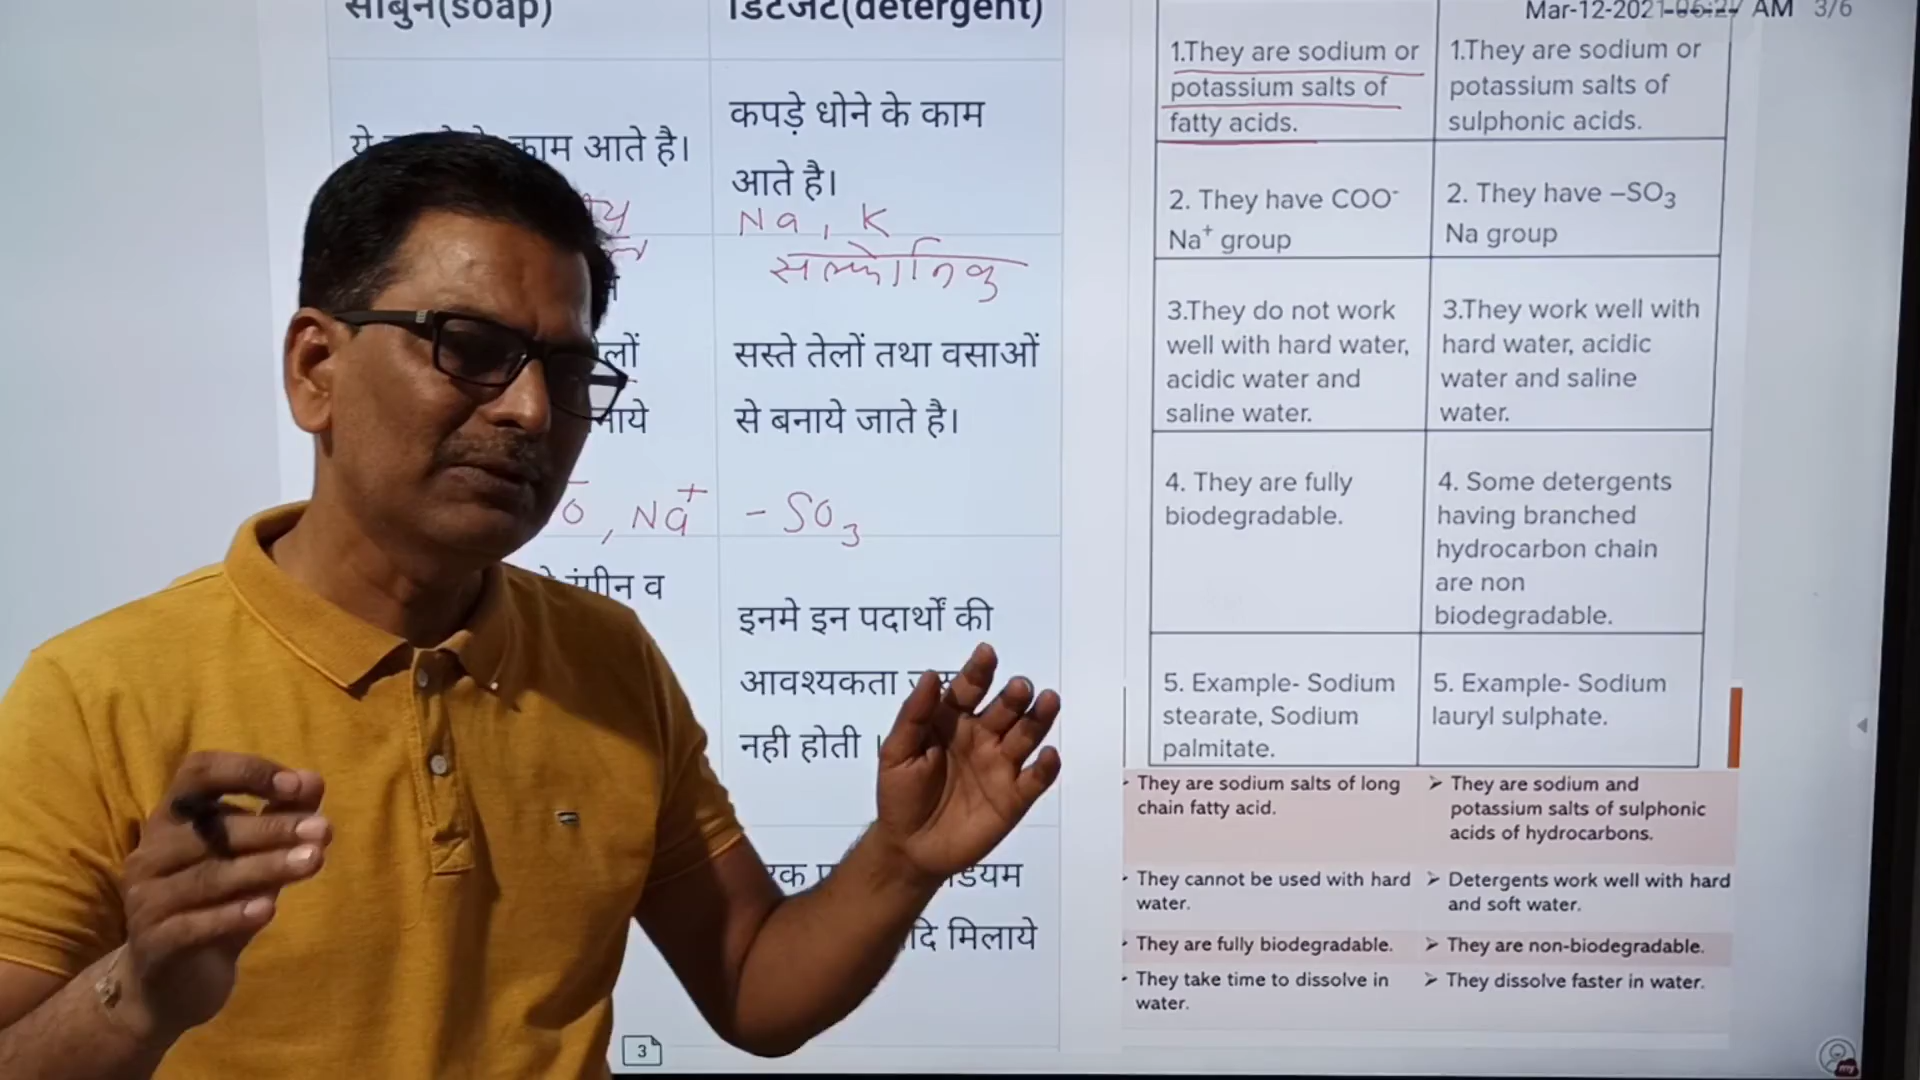 साबुन(soap)
डिटर्जेंट(detergent)
काम आते है।
कपड़े धोने के काम
आते है।
Na, K
सल्फोनिक
लों
नाये
सस्ते तेलों तथा वसाओं
से बनाये जाते है।
O⁻, Na⁺
- SO₃
रंगीन व
इनमे इन पदार्थों की
आवश्यकता
नही होती ।
दि मिलाये
3
Mar-12-2021-06:27 AM 3/6
1.They are sodium or
potassium salts of
fatty acids.
1.They are sodium or
potassium salts of
sulphonic acids.
2. They have COO⁻
Na⁺ group
2. They have –SO₃
Na group
3.They do not work
well with hard water,
acidic water and
saline water.
3.They work well with
hard water, acidic
water and saline
water.
4. They are fully
biodegradable.
4. Some detergents
having branched
hydrocarbon chain
are non
biodegradable.
5. Example- Sodium
stearate, Sodium
palmitate.
5. Example- Sodium
lauryl sulphate.
They are sodium salts of long
chain fatty acid.
➢ They are sodium and
potassium salts of sulphonic
acids of hydrocarbons.
They cannot be used with hard
water.
➢ Detergents work well with hard
and soft water.
They are fully biodegradable.
➢ They are non-biodegradable.
They take time to dissolve in
water.
➢ They dissolve faster in water.